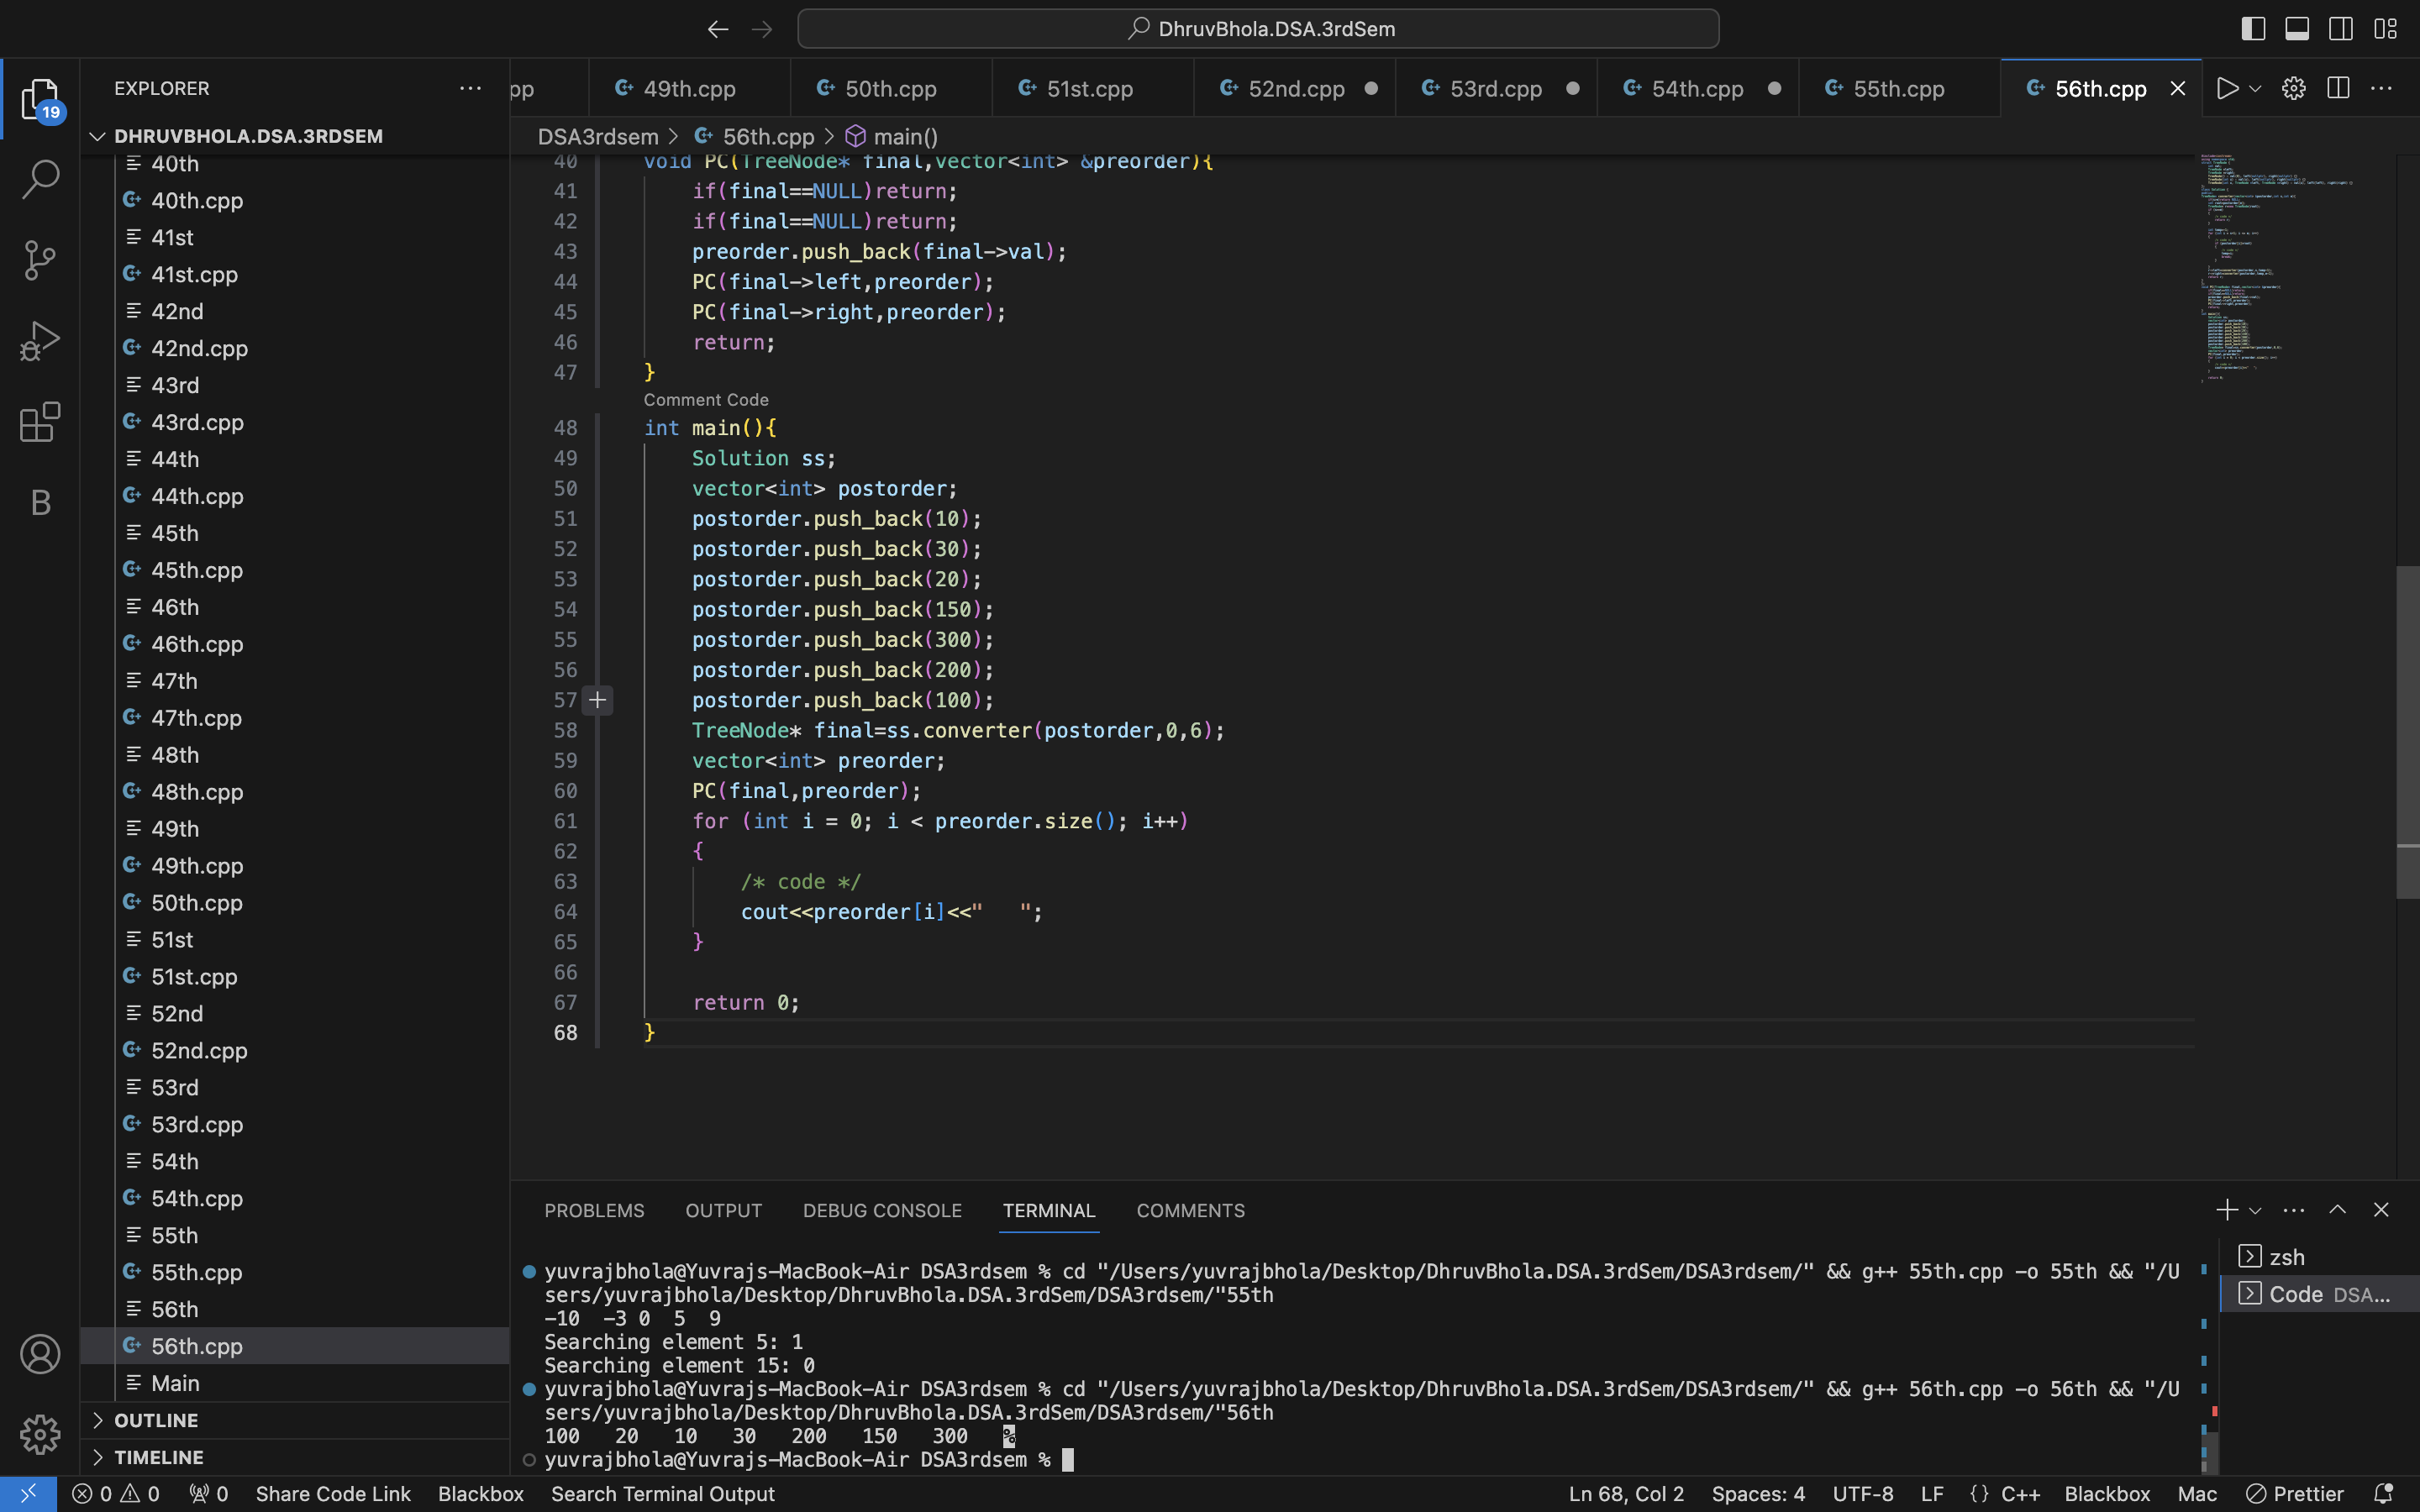 DhruvBhola.DSA.3rdSem
19
B
EXPLORER
DHRUVBHOLA.DSA.3RDSEM
40th
40th.cpp
41st
41st.cpp
42nd
42nd.cpp
43rd
43rd.cpp
44th
44th.cpp
45th
45th.cpp
46th
46th.cpp
47th
47th.cpp
48th
48th.cpp
49th
49th.cpp
50th.cpp
51st
51st.cpp
52nd
52nd.cpp
53rd
53rd.cpp
54th
54th.cpp
55th
55th.cpp
56th
56th.cpp
Main
OUTLINE
TIMELINE
pp 49th.cpp 50th.cpp 51st.cpp 52nd.cpp 53rd.cpp 54th.cpp 55th.cpp 56th.cpp
DSA3rdsem > 56th.cpp > main()
40 void PC(TreeNode* final,vector<int> &preorder){
41 if(final==NULL)return;
42 if(final==NULL)return;
43 preorder.push_back(final->val);
44 PC(final->left,preorder);
45 PC(final->right,preorder);
46 return;
47 }
Comment Code
48 int main(){
49 Solution ss;
50 vector<int> postorder;
51 postorder.push_back(10);
52 postorder.push_back(30);
53 postorder.push_back(20);
54 postorder.push_back(150);
55 postorder.push_back(300);
56 postorder.push_back(200);
57 postorder.push_back(100);
58 TreeNode* final=ss.converter(postorder,0,6);
59 vector<int> preorder;
60 PC(final,preorder);
61 for (int i = 0; i < preorder.size(); i++)
62 {
63 /* code */
64 cout<<preorder[i]<<"   ";
65 }
66
67 return 0;
68 }
PROBLEMS OUTPUT DEBUG CONSOLE TERMINAL COMMENTS
yuvrajbhola@Yuvrajs-MacBook-Air DSA3rdsem % cd "/Users/yuvrajbhola/Desktop/DhruvBhola.DSA.3rdSem/DSA3rdsem/" && g++ 55th.cpp -o 55th && "/U
sers/yuvrajbhola/Desktop/DhruvBhola.DSA.3rdSem/DSA3rdsem/"55th
-10  -3 0  5  9
Searching element 5: 1
Searching element 15: 0
yuvrajbhola@Yuvrajs-MacBook-Air DSA3rdsem % cd "/Users/yuvrajbhola/Desktop/DhruvBhola.DSA.3rdSem/DSA3rdsem/" && g++ 56th.cpp -o 56th && "/U
sers/yuvrajbhola/Desktop/DhruvBhola.DSA.3rdSem/DSA3rdsem/"56th
100   20   10   30   200   150   300   %
yuvrajbhola@Yuvrajs-MacBook-Air DSA3rdsem %
zsh
Code DSA...
0 0 0 Share Code Link Blackbox Search Terminal Output Ln 68, Col 2 Spaces: 4 UTF-8 LF {} C++ Blackbox Mac Prettier